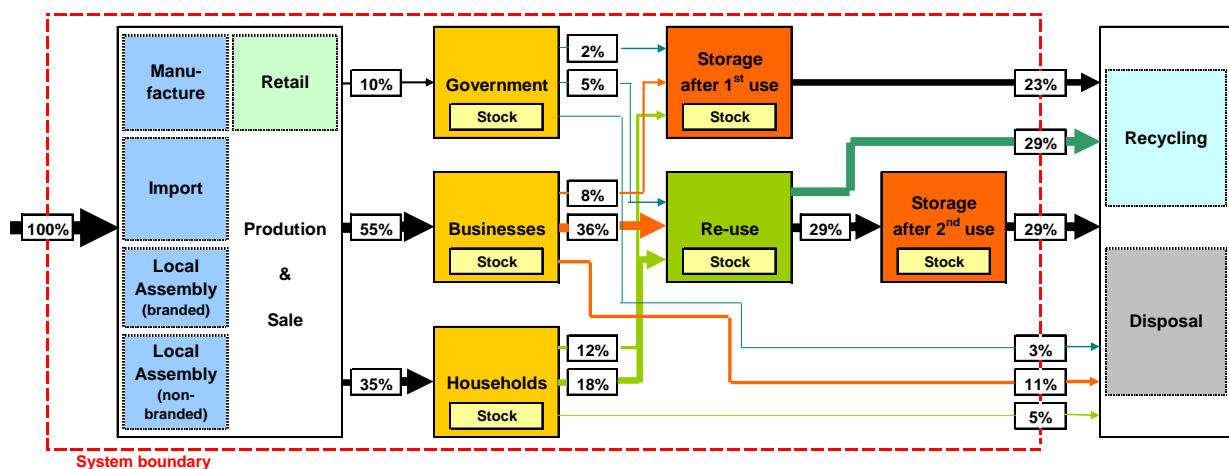 Manu-
facture
Retail
Import
Local
Assembly
(branded)
Local
Assembly
(non-
branded)
Prodution
&
Sale
100%
10%
55%
35%
Government
Stock
Businesses
Stock
Households
Stock
2%
5%
8%
36%
12%
18%
Storage
after 1st use
Stock
Re-use
Stock
29%
Storage
after 2nd use
Stock
23%
29%
29%
3%
11%
5%
Recycling
Disposal
System boundary